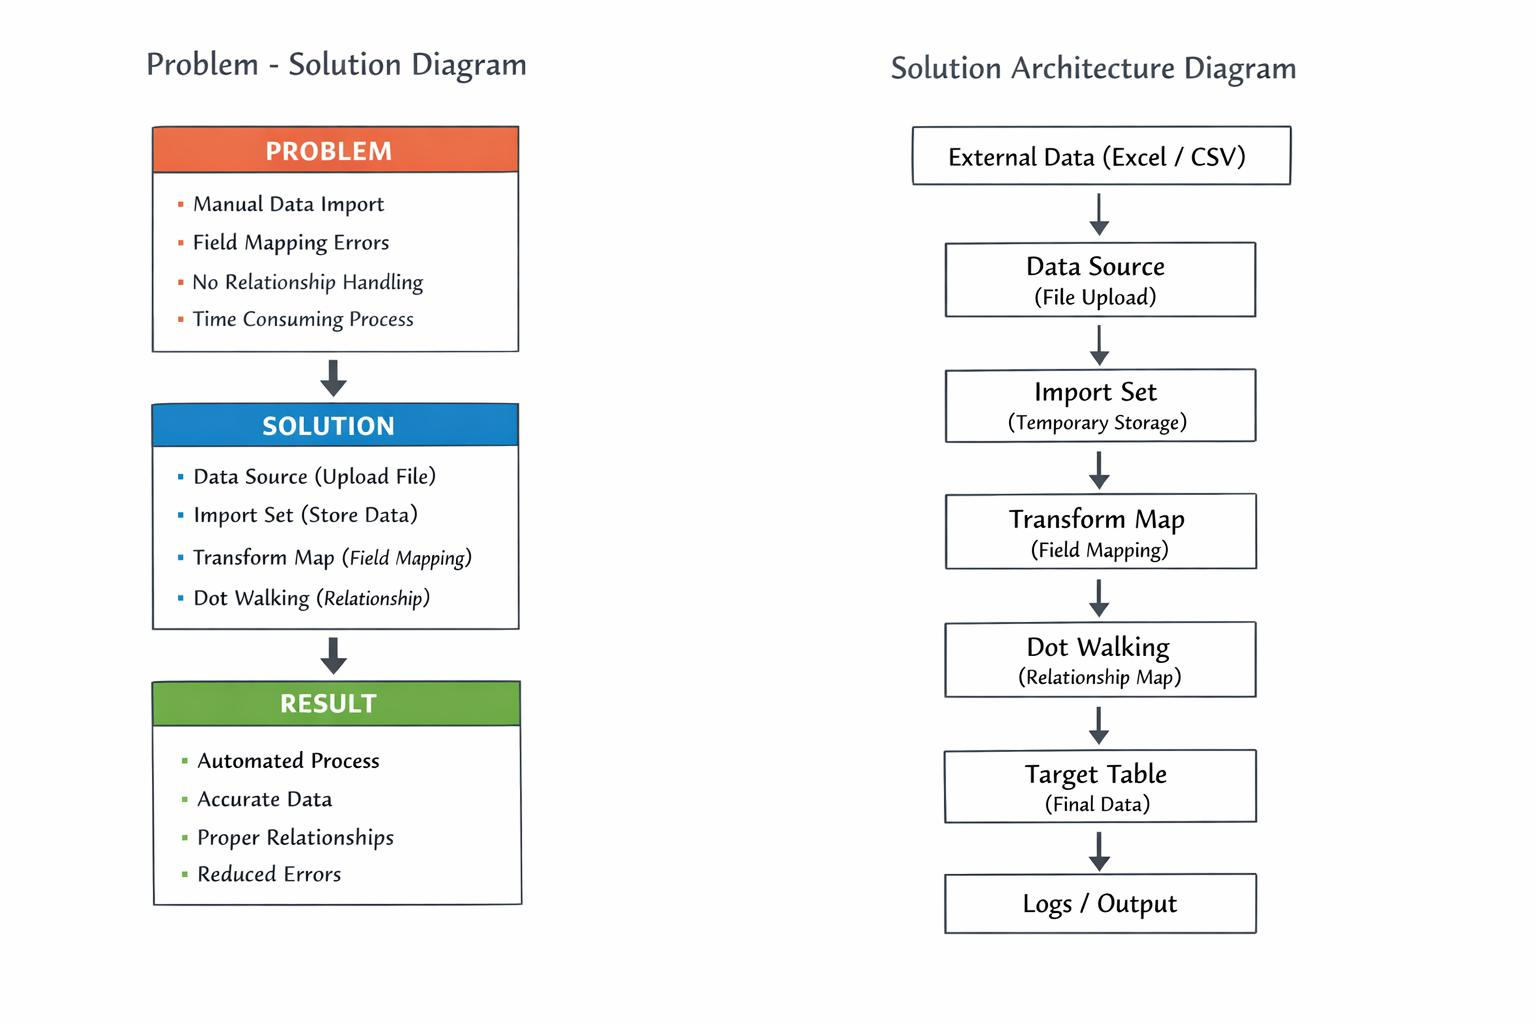 Problem - Solution Diagram
PROBLEM
▪ Manual Data Import
▪ Field Mapping Errors
▪ No Relationship Handling
▪ Time Consuming Process
SOLUTION
▪ Data Source (Upload File)
▪ Import Set (Store Data)
▪ Transform Map (Field Mapping)
▪ Dot Walking (Relationship)
RESULT
▪ Automated Process
▪ Accurate Data
▪ Proper Relationships
▪ Reduced Errors
Solution Architecture Diagram
External Data (Excel / CSV)
Data Source
(File Upload)
Import Set
(Temporary Storage)
Transform Map
(Field Mapping)
Dot Walking
(Relationship Map)
Target Table
(Final Data)
Logs / Output